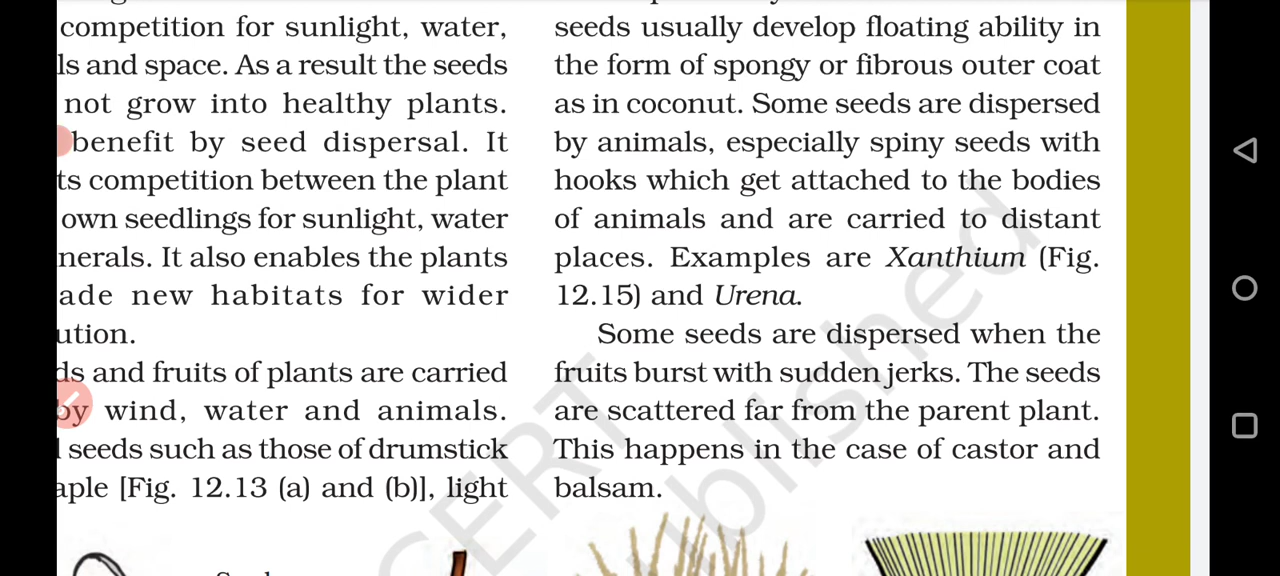 competition for sunlight, water,
ls and space. As a result the seeds
not grow into healthy plants.
benefit by seed dispersal. It
ts competition between the plant
own seedlings for sunlight, water
nerals. It also enables the plants
ade new habitats for wider
ution.
ds and fruits of plants are carried
by wind, water and animals.
seeds such as those of drumstick
aple [Fig. 12.13 (a) and (b)], light
seeds usually develop floating ability in
the form of spongy or fibrous outer coat
as in coconut. Some seeds are dispersed
by animals, especially spiny seeds with
hooks which get attached to the bodies
of animals and are carried to distant
places. Examples are Xanthium (Fig.
12.15) and Urena.
Some seeds are dispersed when the
fruits burst with sudden jerks. The seeds
are scattered far from the parent plant.
This happens in the case of castor and
balsam.
CERT
blished